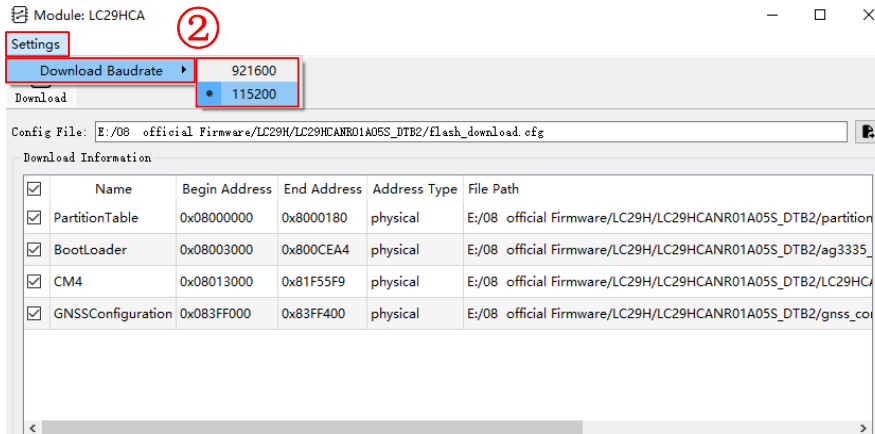 Module: LC29HCA
②
Settings
Download Baudrate
921600
115200
Download
Config File: E:/08 official Firmware/LC29H/LC29HCANR01A05S_DTB2/flash_download.cfg
Download Information
Name Begin Address End Address Address Type File Path
PartitionTable 0x08000000 0x8000180 physical E:/08 official Firmware/LC29H/LC29HCANR01A05S_DTB2/partition
BootLoader 0x08003000 0x800CEA4 physical E:/08 official Firmware/LC29H/LC29HCANR01A05S_DTB2/ag3335_
CM4 0x08013000 0x81F55F9 physical E:/08 official Firmware/LC29H/LC29HCANR01A05S_DTB2/LC29HCA
GNSSConfiguration 0x083FF000 0x83FF400 physical E:/08 official Firmware/LC29H/LC29HCANR01A05S_DTB2/gnss_con